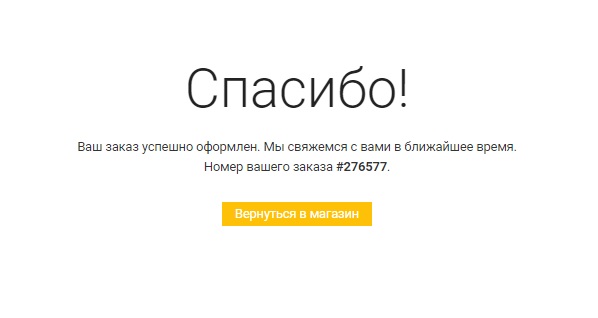 Спасибо!
Ваш заказ успешно оформлен. Мы свяжемся с вами в ближайшее время.
Номер вашего заказа #276577.
Вернуться в магазин